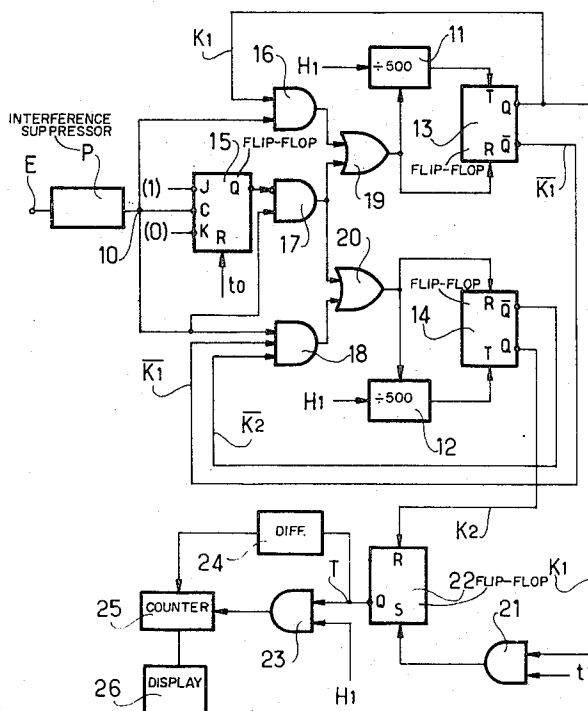 K1
16
11
H1
÷500
INTERFERENCE
SUPPRESSOR
P
15
FLIP-FLOP
13
T
Q
Q̅
R
FLIP-FLOP
K̅1̅
E
(1)
J
Q
C
(0)
K
R
10
to
17
19
20
FLIP-FLOP
R
Q̅
14
Q
T
18
K̅1̅
K̅2̅
H1
÷500
12
K2
DIFF.
24
T
R
Q
22
FLIP-FLOP
S
K1
25
COUNTER
23
21
26
DISPLAY
H1
t